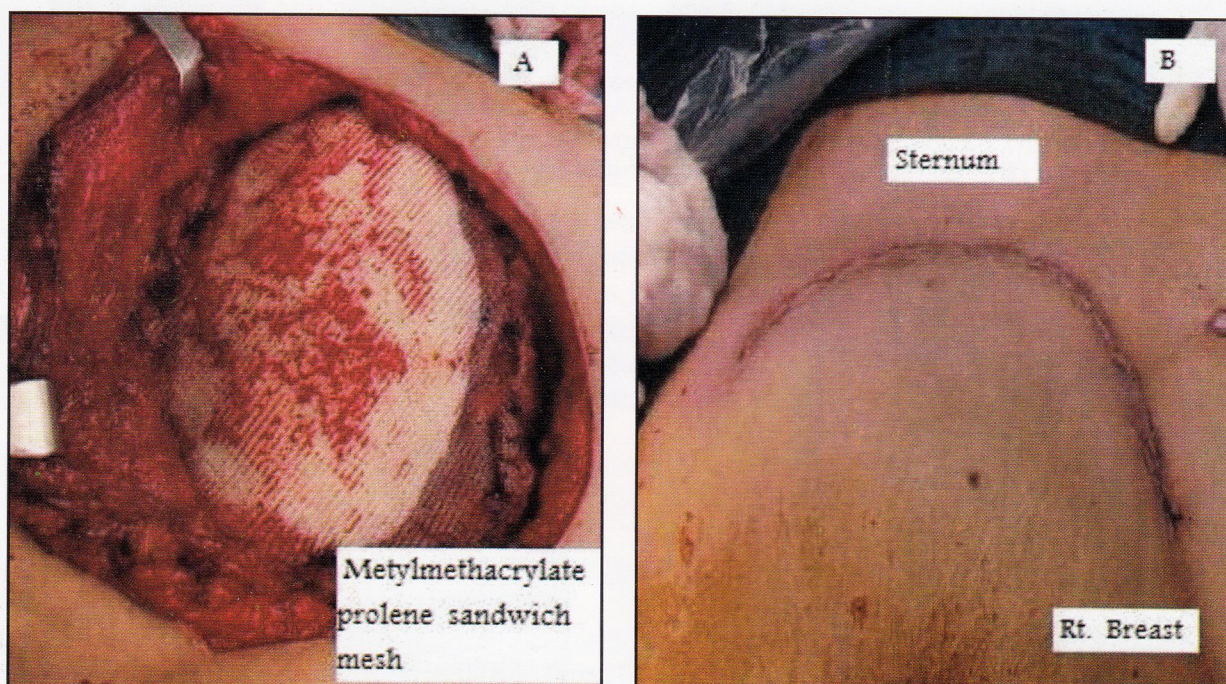 A
Metylmethacrylate
prolene sandwich
mesh
B
Sternum
Rt. Breast